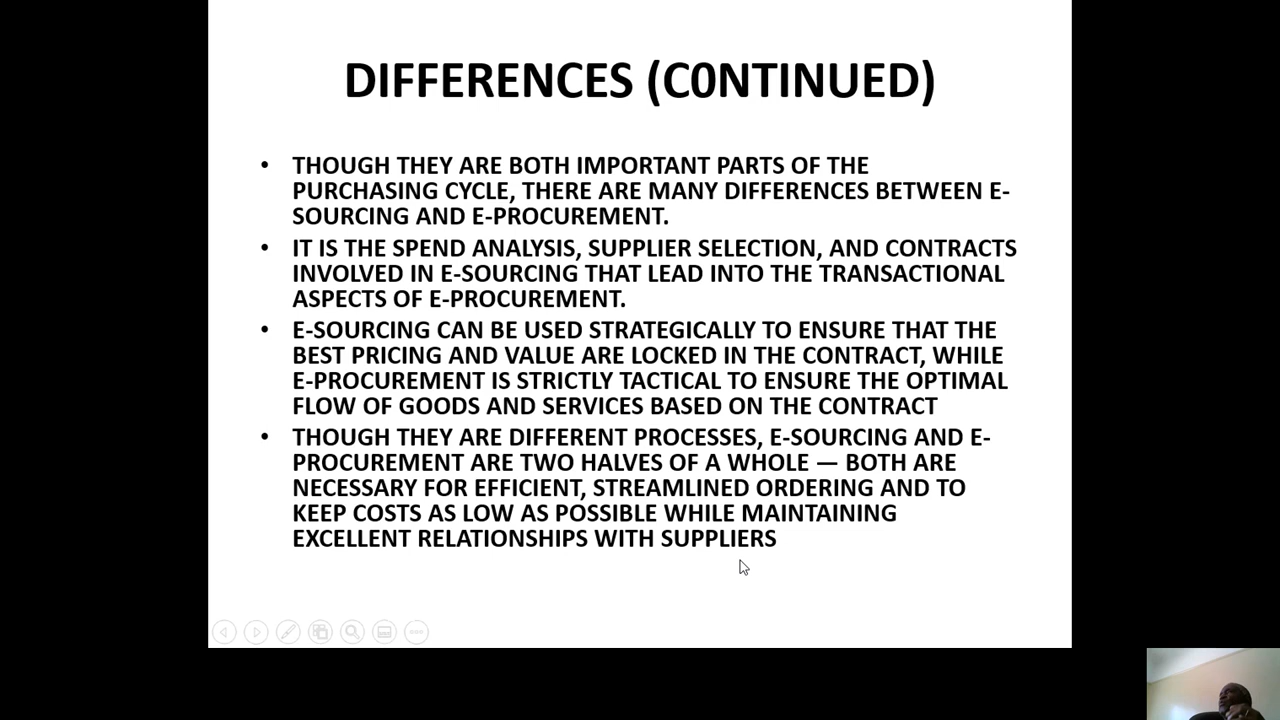 DIFFERENCES (C0NTINUED)
• THOUGH THEY ARE BOTH IMPORTANT PARTS OF THE
PURCHASING CYCLE, THERE ARE MANY DIFFERENCES BETWEEN E-
SOURCING AND E-PROCUREMENT.
• IT IS THE SPEND ANALYSIS, SUPPLIER SELECTION, AND CONTRACTS
INVOLVED IN E-SOURCING THAT LEAD INTO THE TRANSACTIONAL
ASPECTS OF E-PROCUREMENT.
• E-SOURCING CAN BE USED STRATEGICALLY TO ENSURE THAT THE
BEST PRICING AND VALUE ARE LOCKED IN THE CONTRACT, WHILE
E-PROCUREMENT IS STRICTLY TACTICAL TO ENSURE THE OPTIMAL
FLOW OF GOODS AND SERVICES BASED ON THE CONTRACT
• THOUGH THEY ARE DIFFERENT PROCESSES, E-SOURCING AND E-
PROCUREMENT ARE TWO HALVES OF A WHOLE — BOTH ARE
NECESSARY FOR EFFICIENT, STREAMLINED ORDERING AND TO
KEEP COSTS AS LOW AS POSSIBLE WHILE MAINTAINING
EXCELLENT RELATIONSHIPS WITH SUPPLIERS